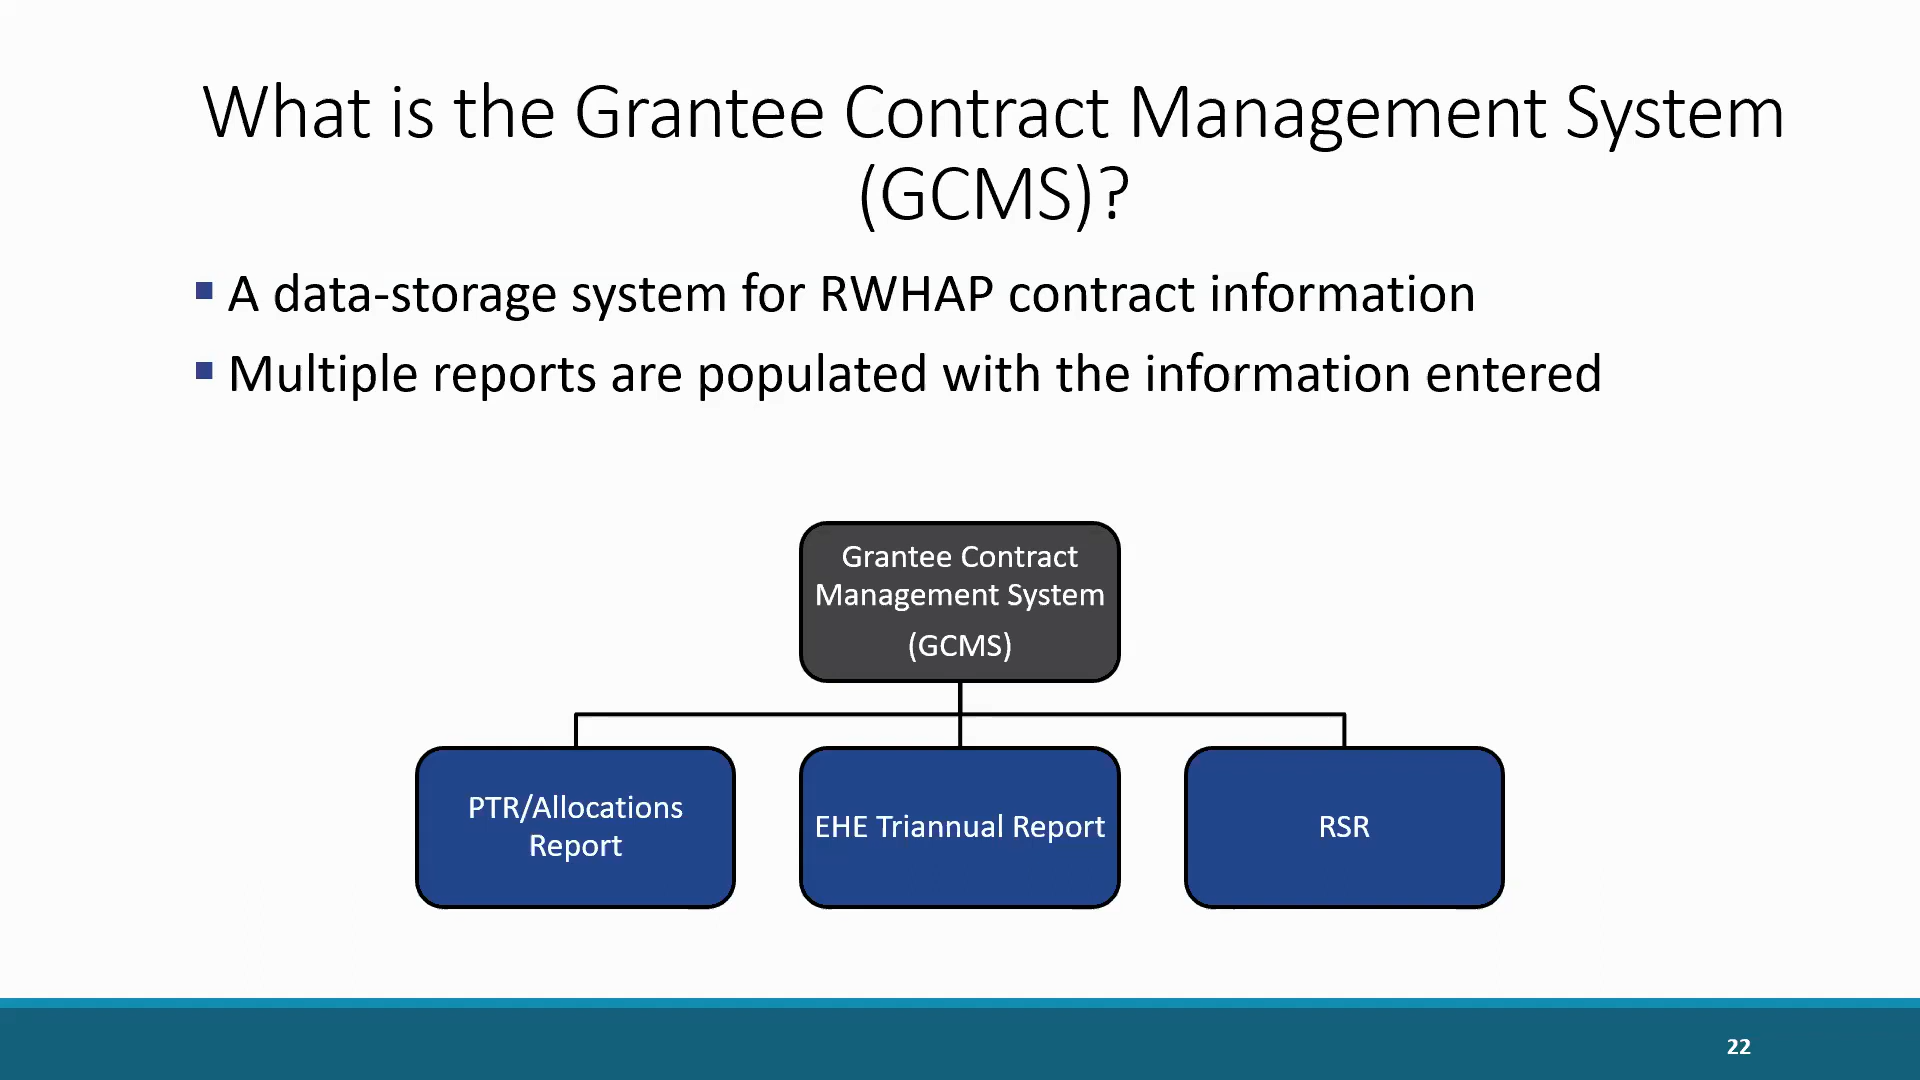 What is the Grantee Contract Management System
(GCMS)?
A data-storage system for RWHAP contract information
Multiple reports are populated with the information entered
Grantee Contract
Management System
(GCMS)
PTR/Allocations
Report
EHE Triannual Report
RSR
22